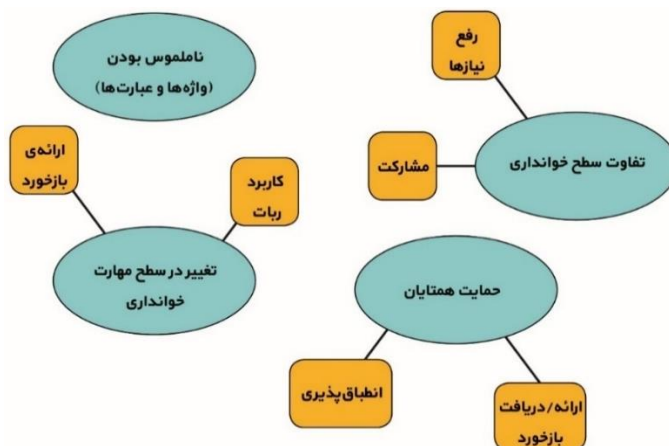 رفع
نیازها
تفاوت سطح خوانداری
مشارکت
ناملموس بودن
(واژه‌ها و عبارت‌ها)
ارائه‌ی
بازخورد
کاربرد
ربات
تغییر در سطح مهارت
خوانداری
حمایت همتایان
انطباق‌پذیری
ارائه/دریافت
بازخورد